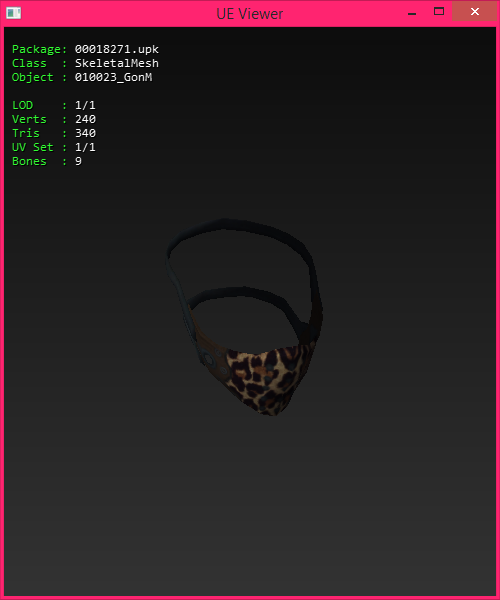 UE Viewer
Package: 00018271.upk
Class : SkeletalMesh
Object : 010023_GonM
LOD : 1/1
Verts : 240
Tris : 340
UV Set : 1/1
Bones : 9